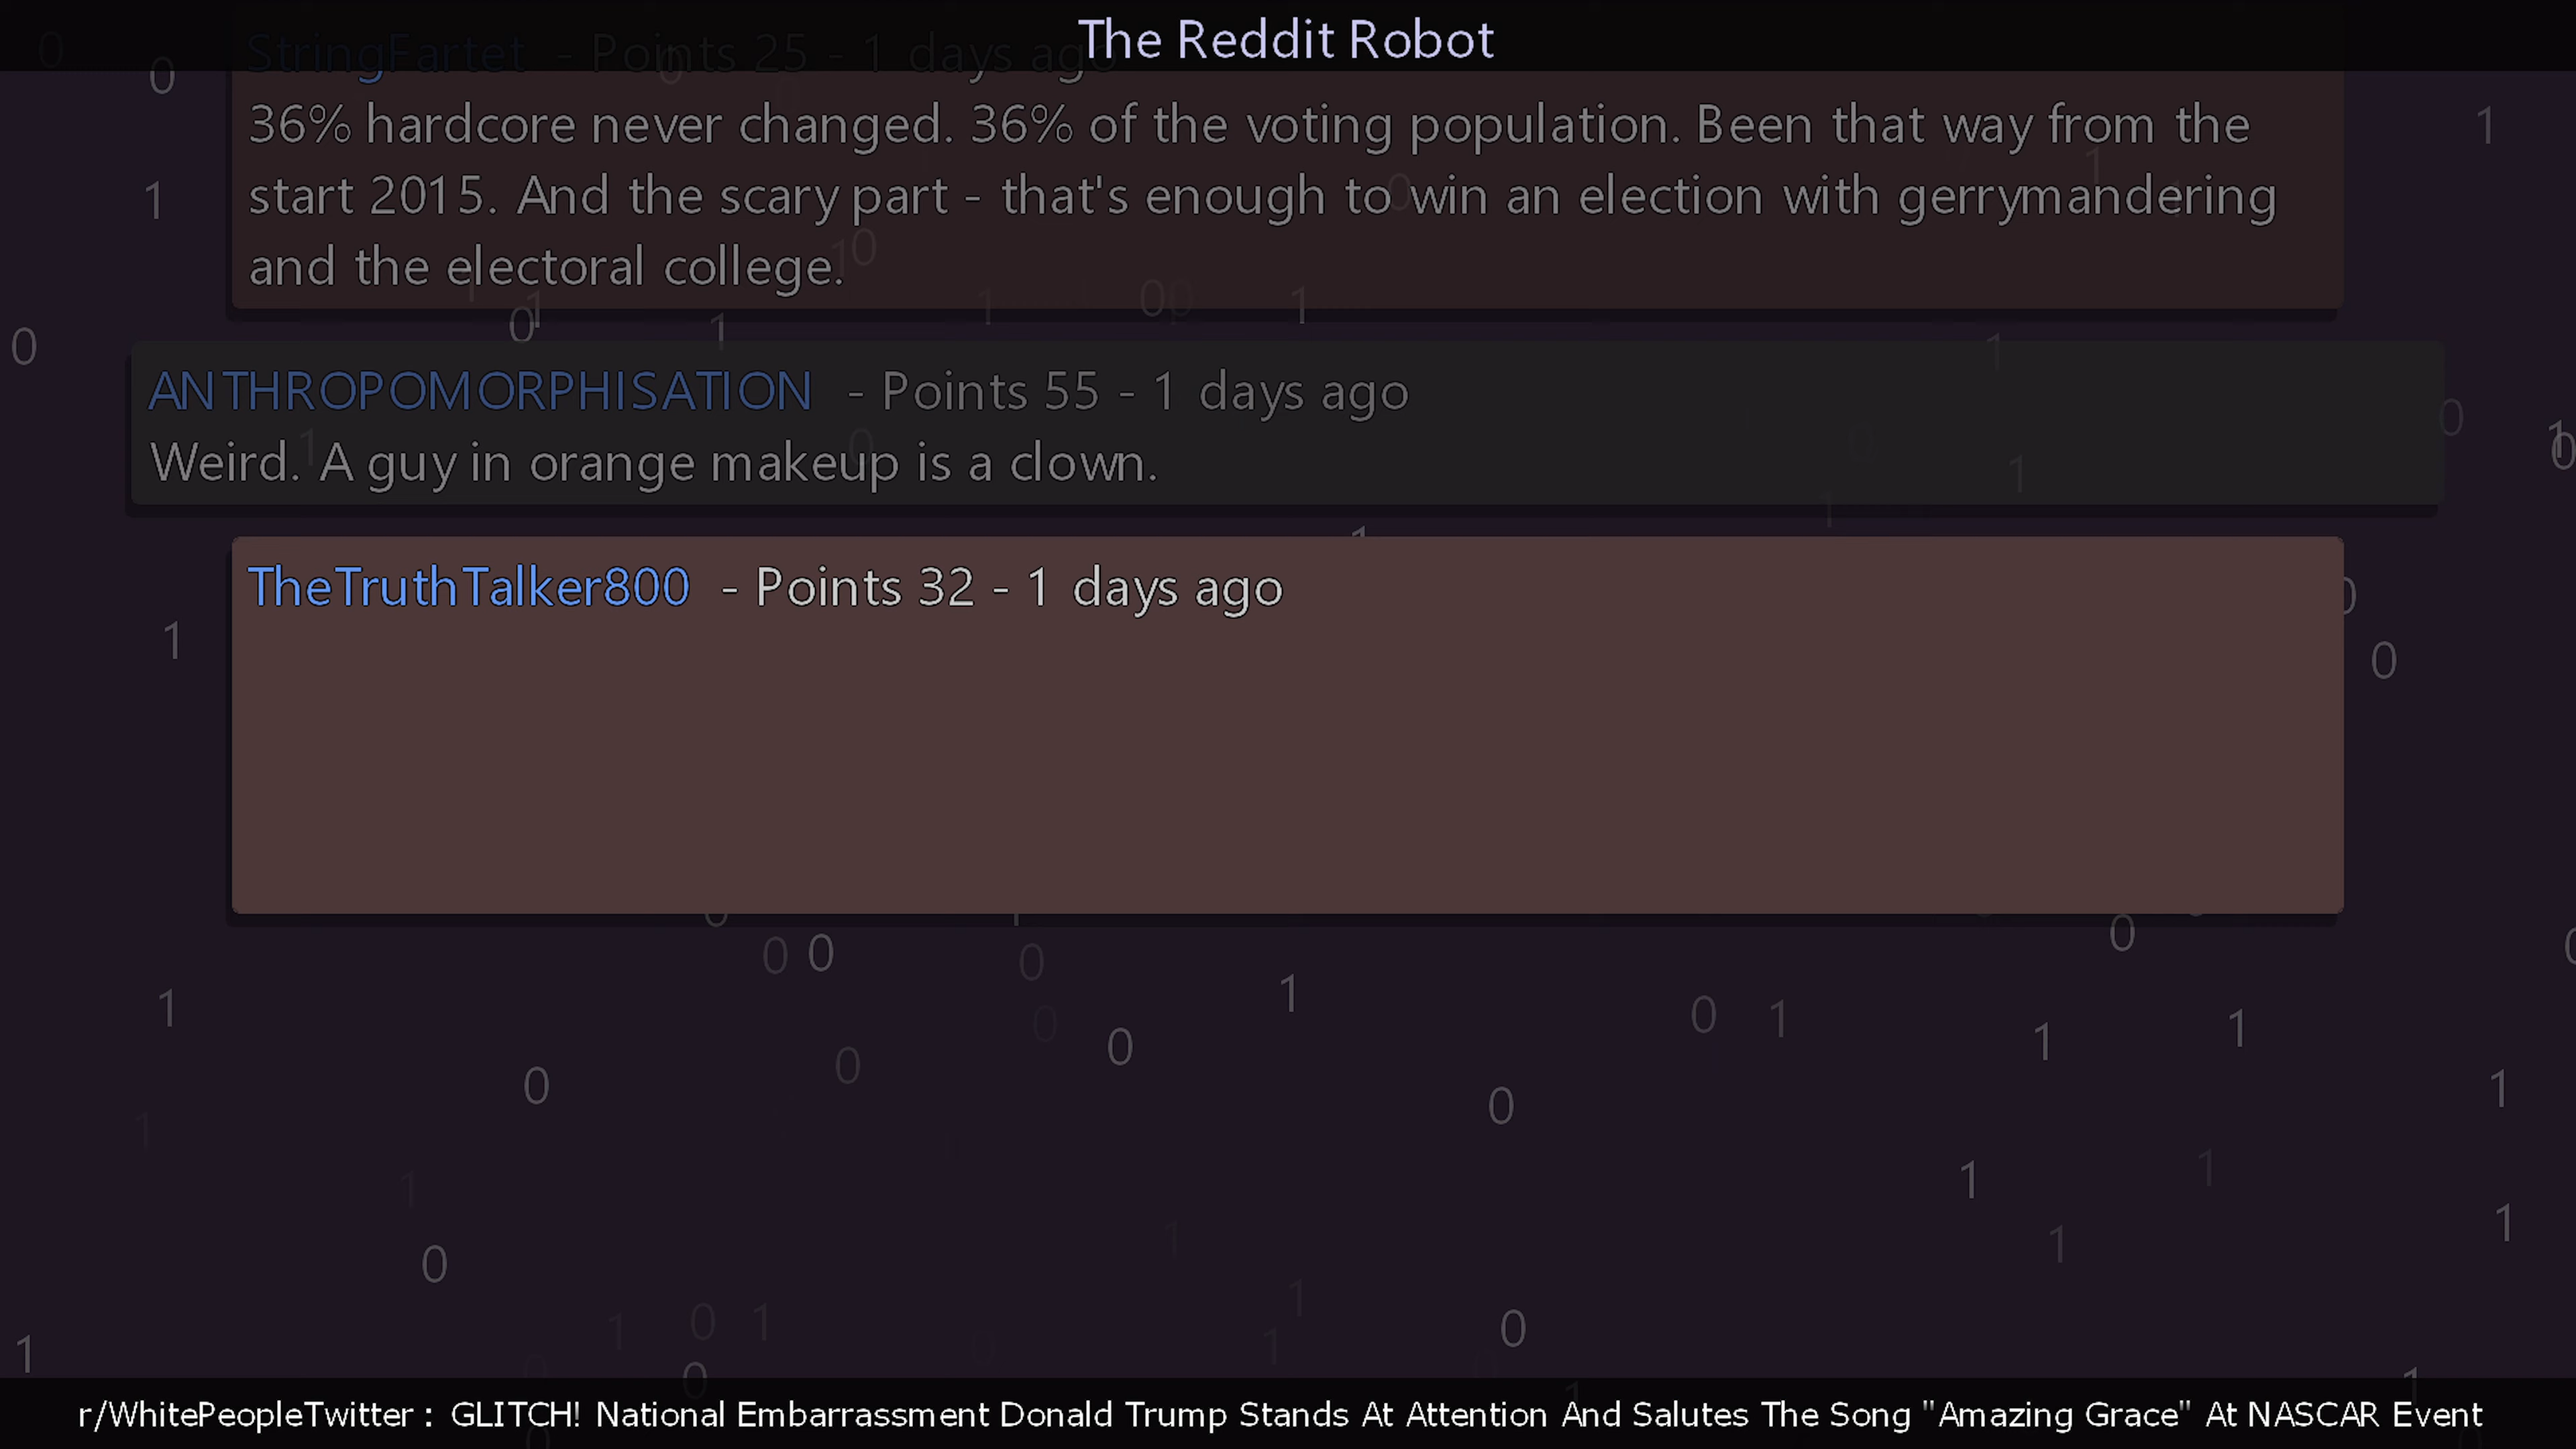 The Reddit Robot
StringFartet - Points 25 - 1 days ago
36% hardcore never changed. 36% of the voting population. Been that way from the
start 2015. And the scary part - that's enough to win an election with gerrymandering
and the electoral college.
ANTHROPOMORPHISATION - Points 55 - 1 days ago
Weird. A guy in orange makeup is a clown.
TheTruthTalker800 - Points 32 - 1 days ago
r/WhitePeopleTwitter : GLITCH! National Embarrassment Donald Trump Stands At Attention And Salutes The Song "Amazing Grace" At NASCAR Event